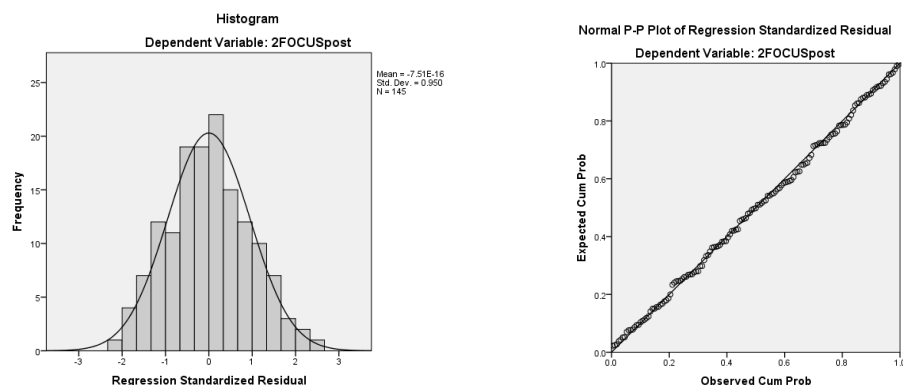 Histogram
Dependent Variable: 2FOCUSpost
Mean = -7.51E-16
Std. Dev. = 0.950
N = 145
Frequency
25
20
15
10
5
0
-3 -2 -1 0 1 2 3
Regression Standardized Residual
Normal P-P Plot of Regression Standardized Residual
Dependent Variable: 2FOCUSpost
Expected Cum Prob
1.0
0.8
0.6
0.4
0.2
0.0
0.0 0.2 0.4 0.6 0.8 1.0
Observed Cum Prob